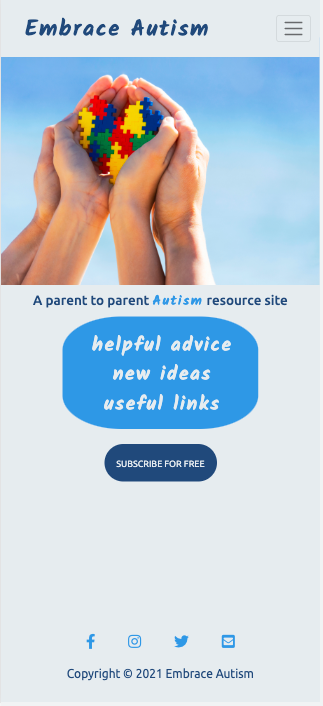 Embrace Autism
A parent to parent Autism resource site
helpful advice
new ideas
useful links
SUBSCRIBE FOR FREE
Copyright © 2021 Embrace Autism